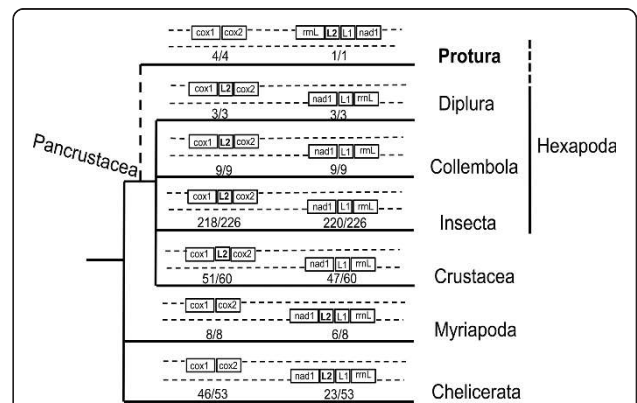 cox1 cox2 rrnL L2 L1 nad1
4/4 1/1 Protura
cox1 L2 cox2
nad1 L1 rrnL
3/3 3/3 Diplura
cox1 L2 cox2
nad1 L1 rrnL
9/9 9/9 Collembola
Hexapoda
Pancrustacea
cox1 L2 cox2
nad1 L1 rrnL
218/226 220/226 Insecta
cox1 L2 cox2
nad1 L1 rrnL
51/60 47/60 Crustacea
cox1 cox2
nad1 L2 L1 rrnL
8/8 6/8 Myriapoda
cox1 cox2
nad1 L2 L1 rrnL
46/53 23/53 Chelicerata